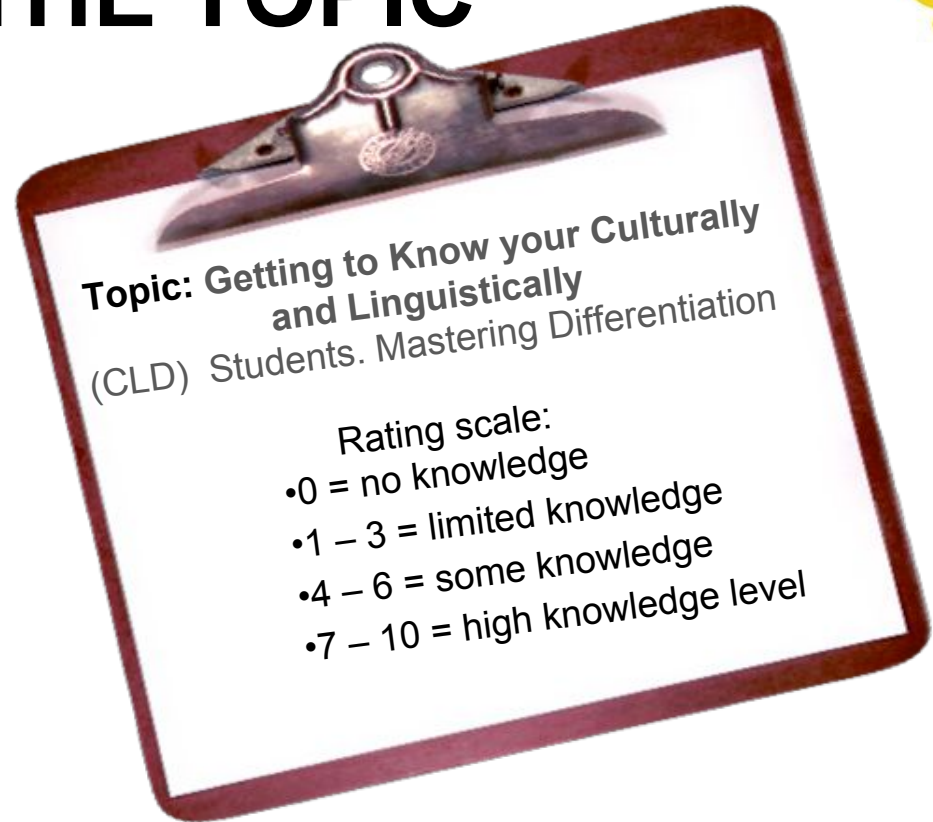 THE TOPIC
Topic: Getting to Know your Culturally
and Linguistically
(CLD) Students. Mastering Differentiation
Rating scale:
•0 = no knowledge
•1 – 3 = limited knowledge
•4 – 6 = some knowledge
•7 – 10 = high knowledge level